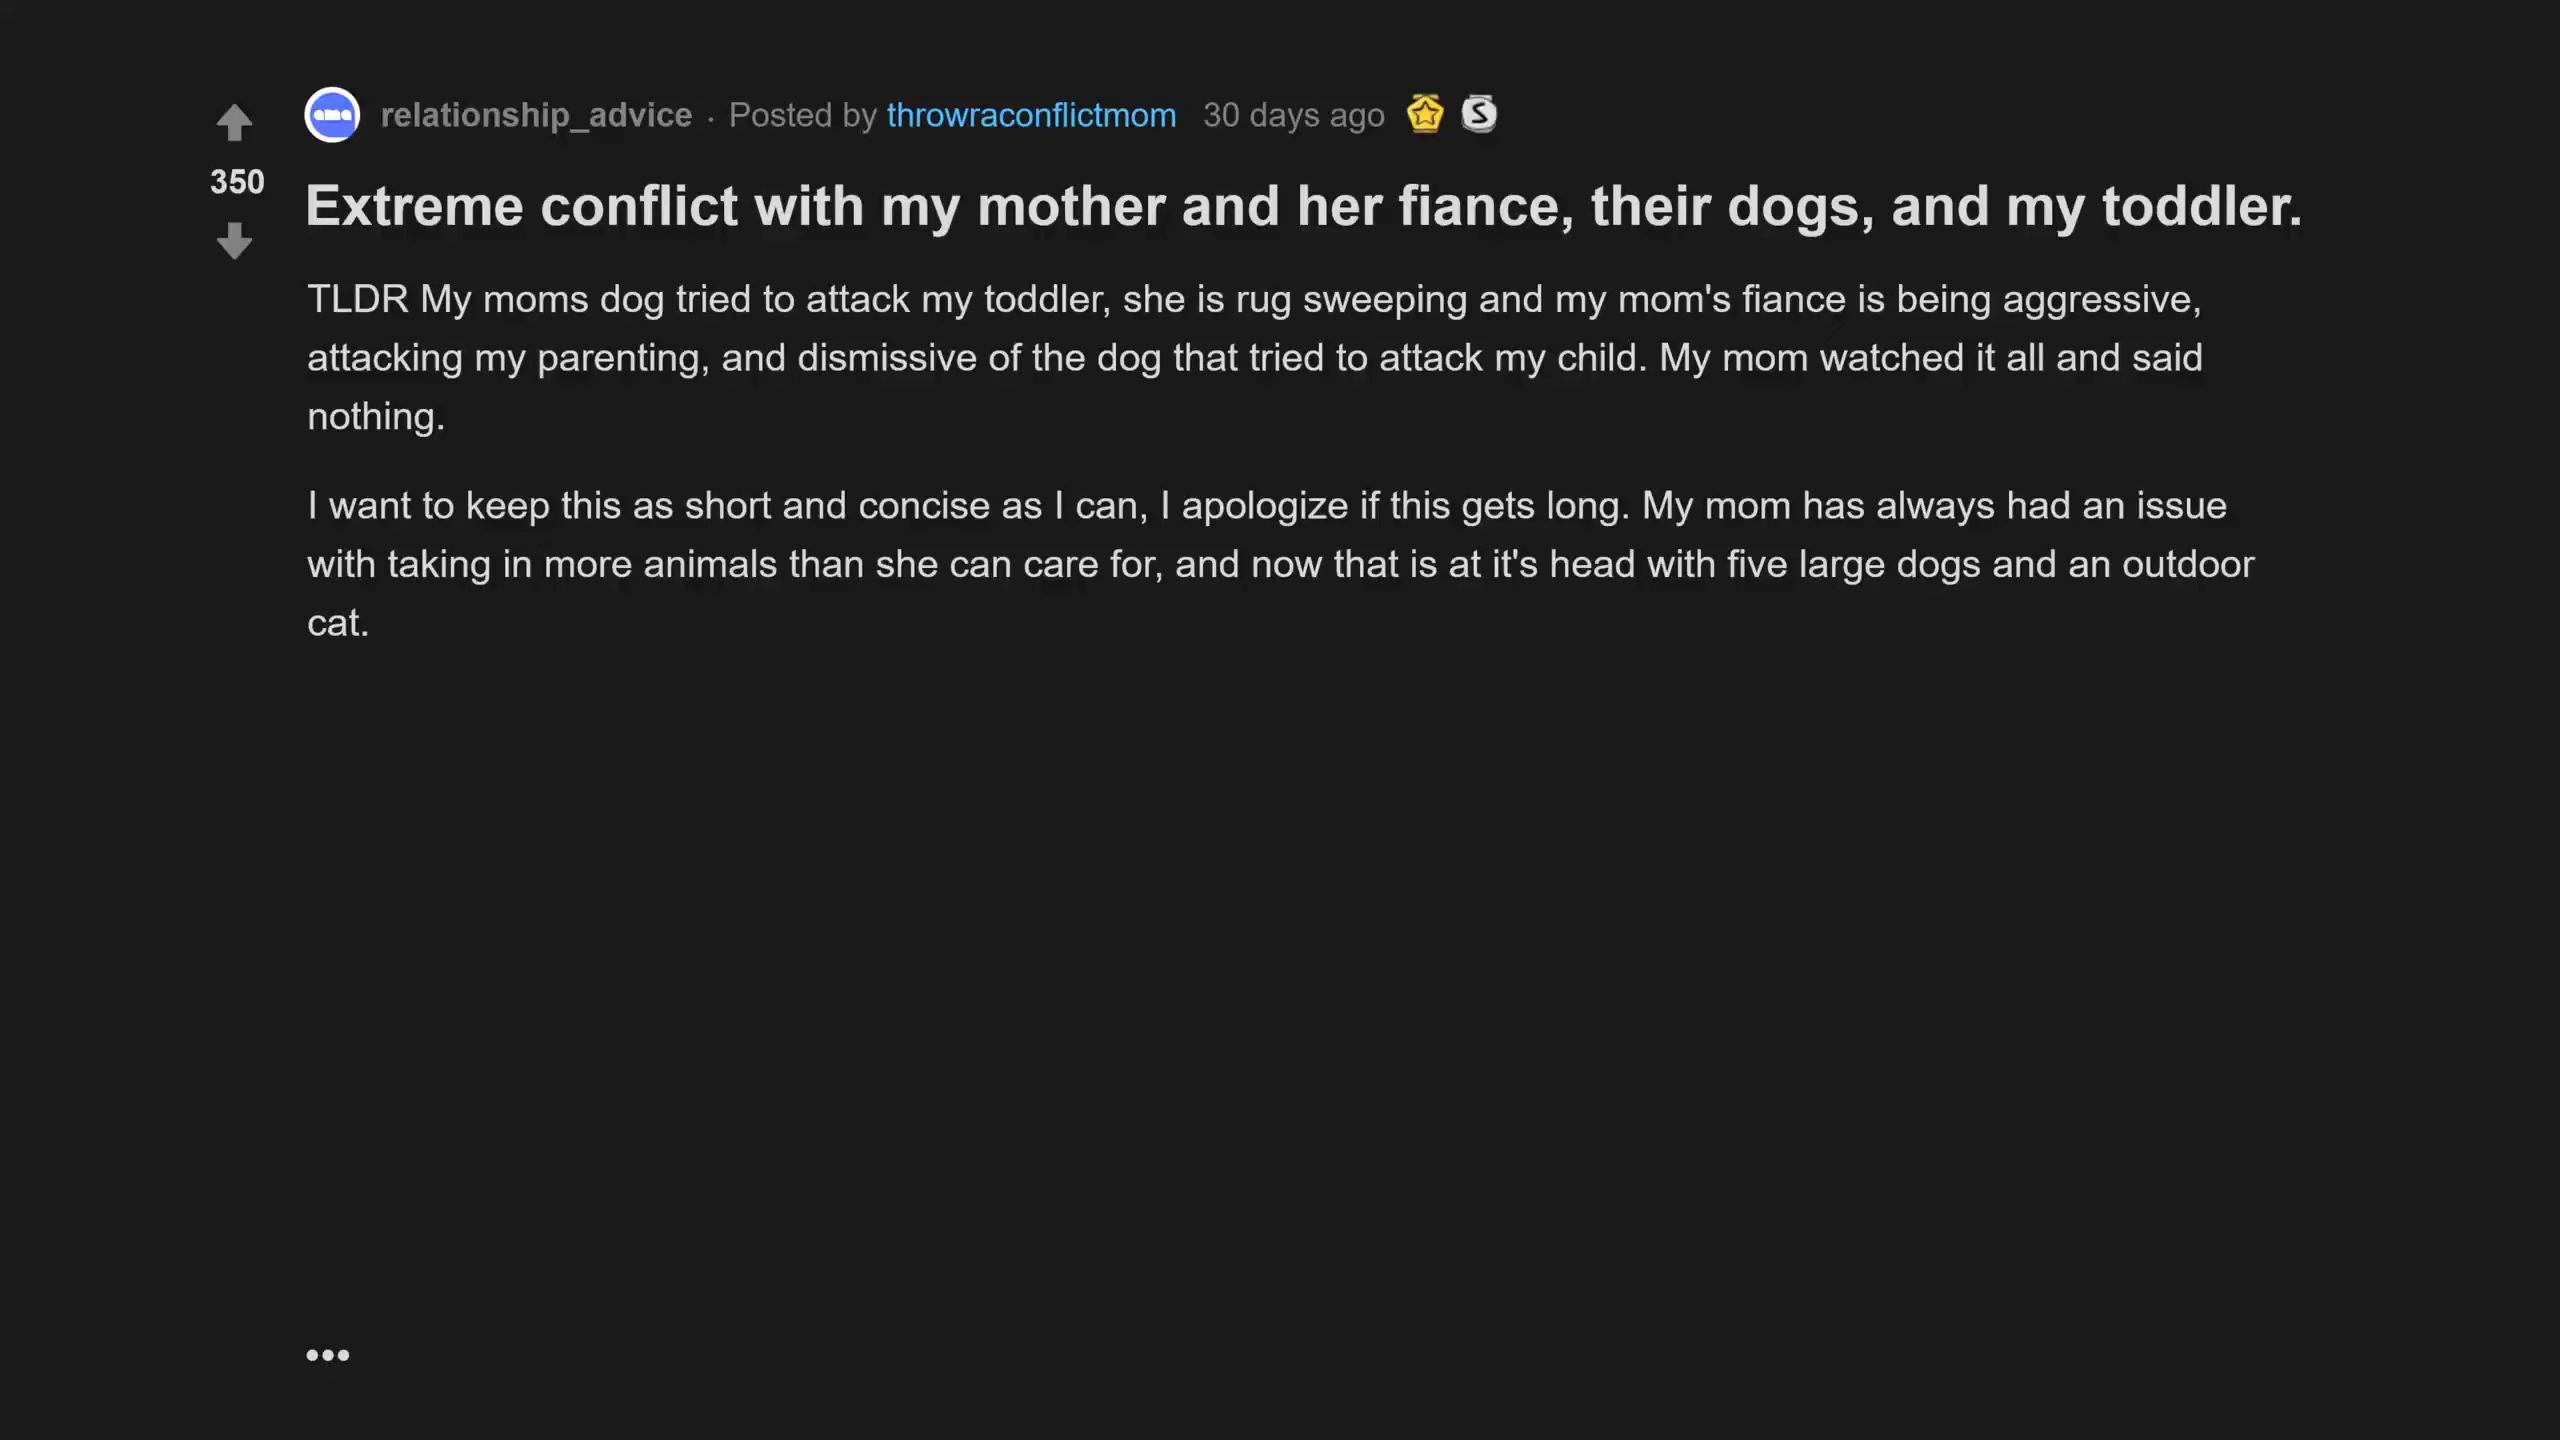 ama relationship_advice · Posted by throwraconflictmom 30 days ago S
350
Extreme conflict with my mother and her fiance, their dogs, and my toddler.
TLDR My moms dog tried to attack my toddler, she is rug sweeping and my mom's fiance is being aggressive,
attacking my parenting, and dismissive of the dog that tried to attack my child. My mom watched it all and said
nothing.
I want to keep this as short and concise as I can, I apologize if this gets long. My mom has always had an issue
with taking in more animals than she can care for, and now that is at it's head with five large dogs and an outdoor
cat.
•••